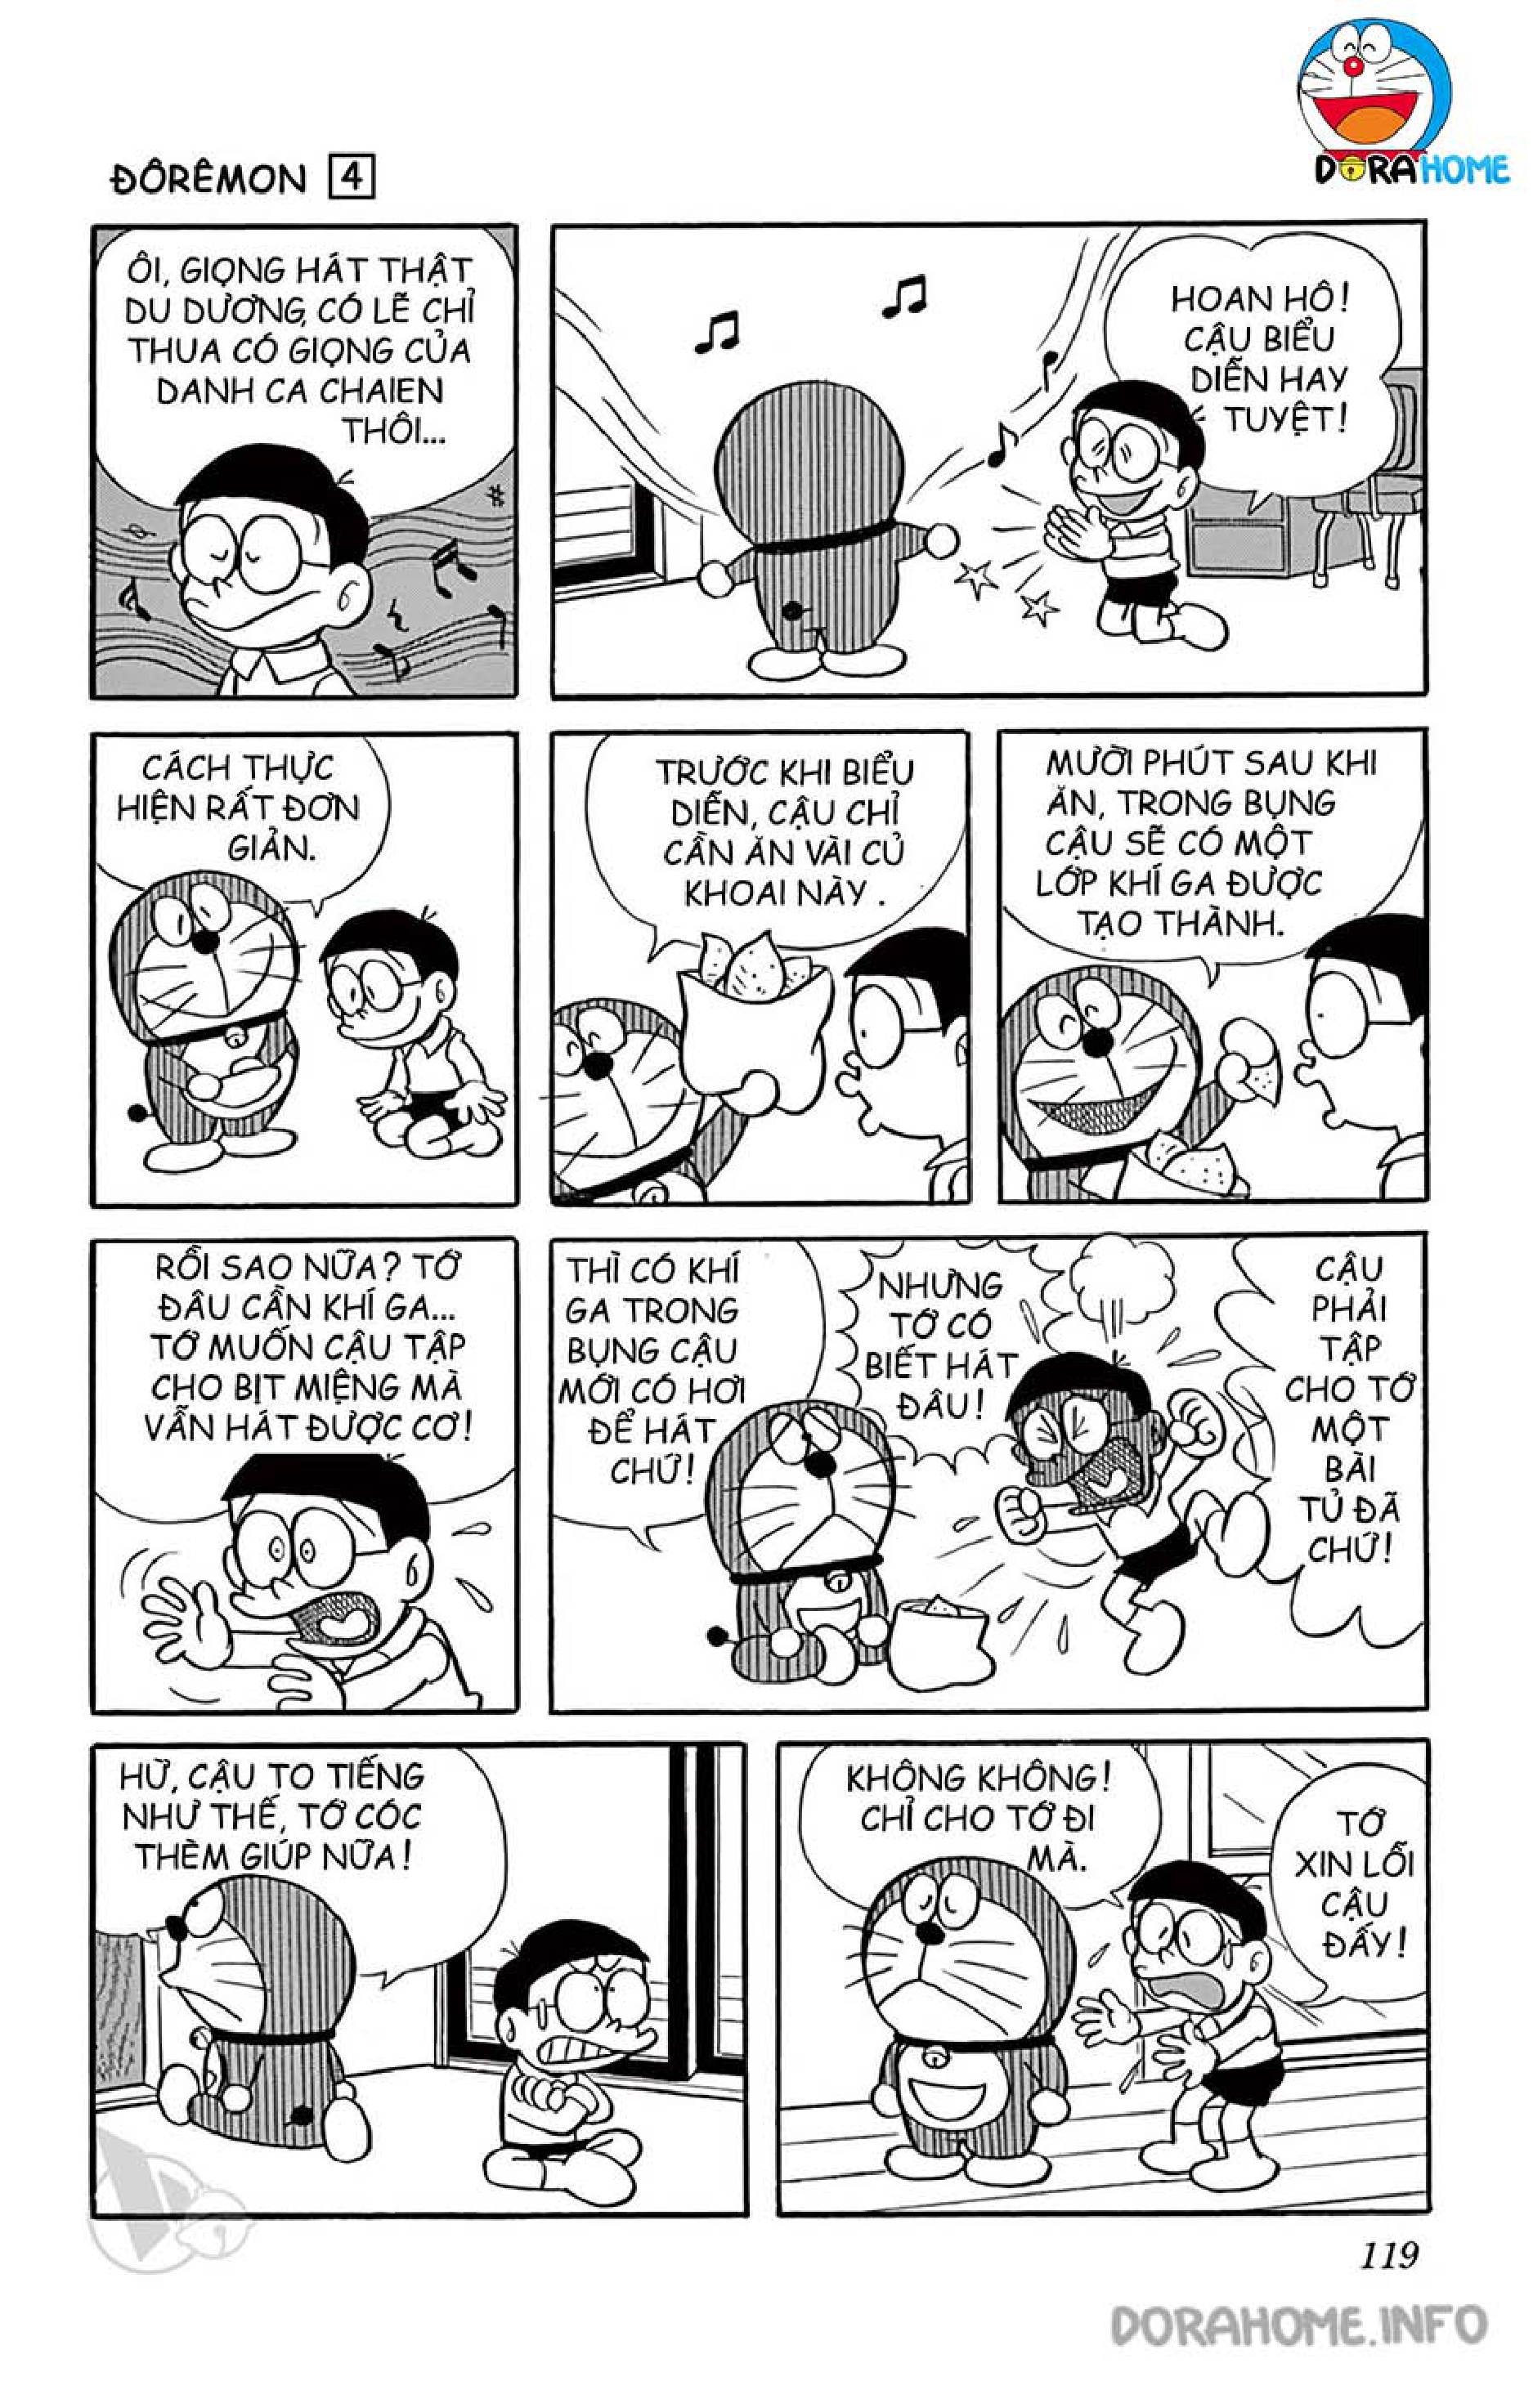 DORAHOME
ĐÔRÊMON 4
ÔI, GIỌNG HÁT THẬT
DU DƯƠNG, CÓ LẼ CHỈ
THUA CÓ GIỌNG CỦA
DANH CA CHAIEN
THÔI...
HOAN HÔ!
CẬU BIỂU
DIỄN HAY
TUYỆT!
CÁCH THỰC
HIỆN RẤT ĐƠN
GIẢN.
TRƯỚC KHI BIỂU
DIỄN, CẬU CHỈ
CẦN ĂN VÀI CỦ
KHOAI NÀY.
MƯỜI PHÚT SAU KHI
ĂN, TRONG BỤNG
CẬU SẼ CÓ MỘT
LỚP KHÍ GA ĐƯỢC
TẠO THÀNH.
RỒI SAO NỮA? TỚ
ĐÂU CẦN KHÍ GA...
TỚ MUỐN CẬU TẬP
CHO BỊT MIỆNG MÀ
VẪN HÁT ĐƯỢC CƠ!
THÌ CÓ KHÍ
GA TRONG
BỤNG CẬU
MỚI CÓ HƠI
ĐỂ HÁT
CHỨ!
NHƯNG
TỚ CÓ
BIẾT HÁT
ĐÂU!
CẬU
PHẢI
TẬP
CHO TỚ
MỘT
BÀI
TỦ ĐÃ
CHỨ!
HỪ, CẬU TO TIẾNG
NHƯ THẾ, TỚ CÓC
THÈM GIÚP NỮA!
KHÔNG KHÔNG!
CHỈ CHO TỚ ĐI
MÀ.
TỚ
XIN LỖI
CẬU
ĐẤY!
119
DORAHOME.INFO